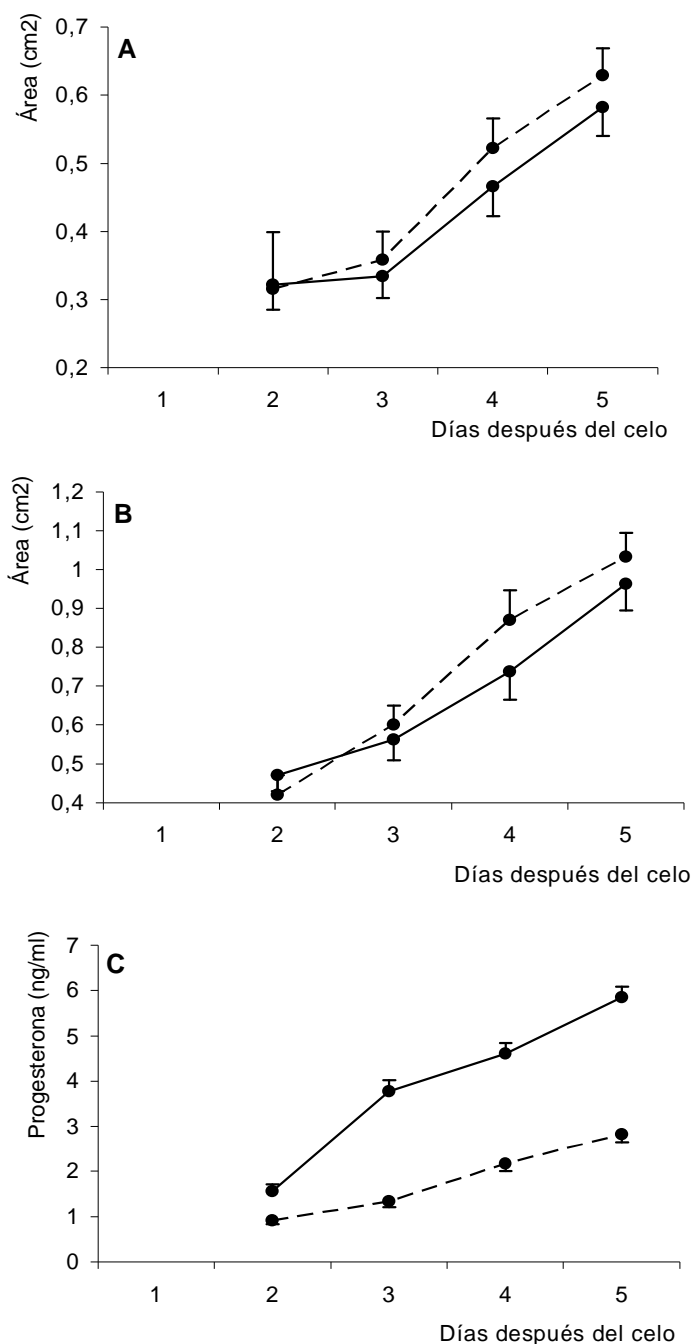 A
Área (cm2)
0,7
0,6
0,5
0,4
0,3
0,2
1 2 3 4 5
Días después del celo
B
Área (cm2)
1,2
1,1
1
0,9
0,8
0,7
0,6
0,5
0,4
1 2 3 4 5
Días después del celo
C
Progesterona (ng/ml)
7
6
5
4
3
2
1
0
1 2 3 4 5
Días después del celo